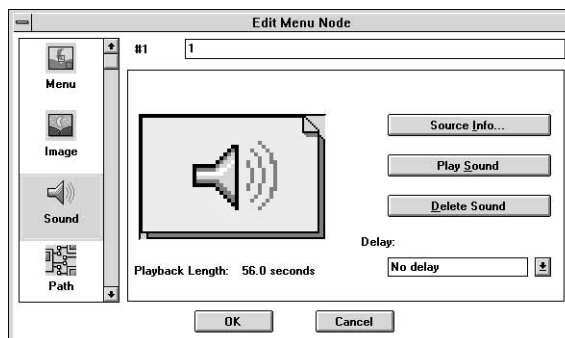 Edit Menu Node
#1 1
Menu
Image
Sound
Path
Source Info...
Play Sound
Delete Sound
Delay:
No delay
Playback Length: 56.0 seconds
OK Cancel